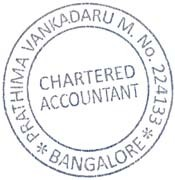 * PRATHIMA VANKADARU M. No. 224133 *
CHARTERED
ACCOUNTANT
BANGALORE